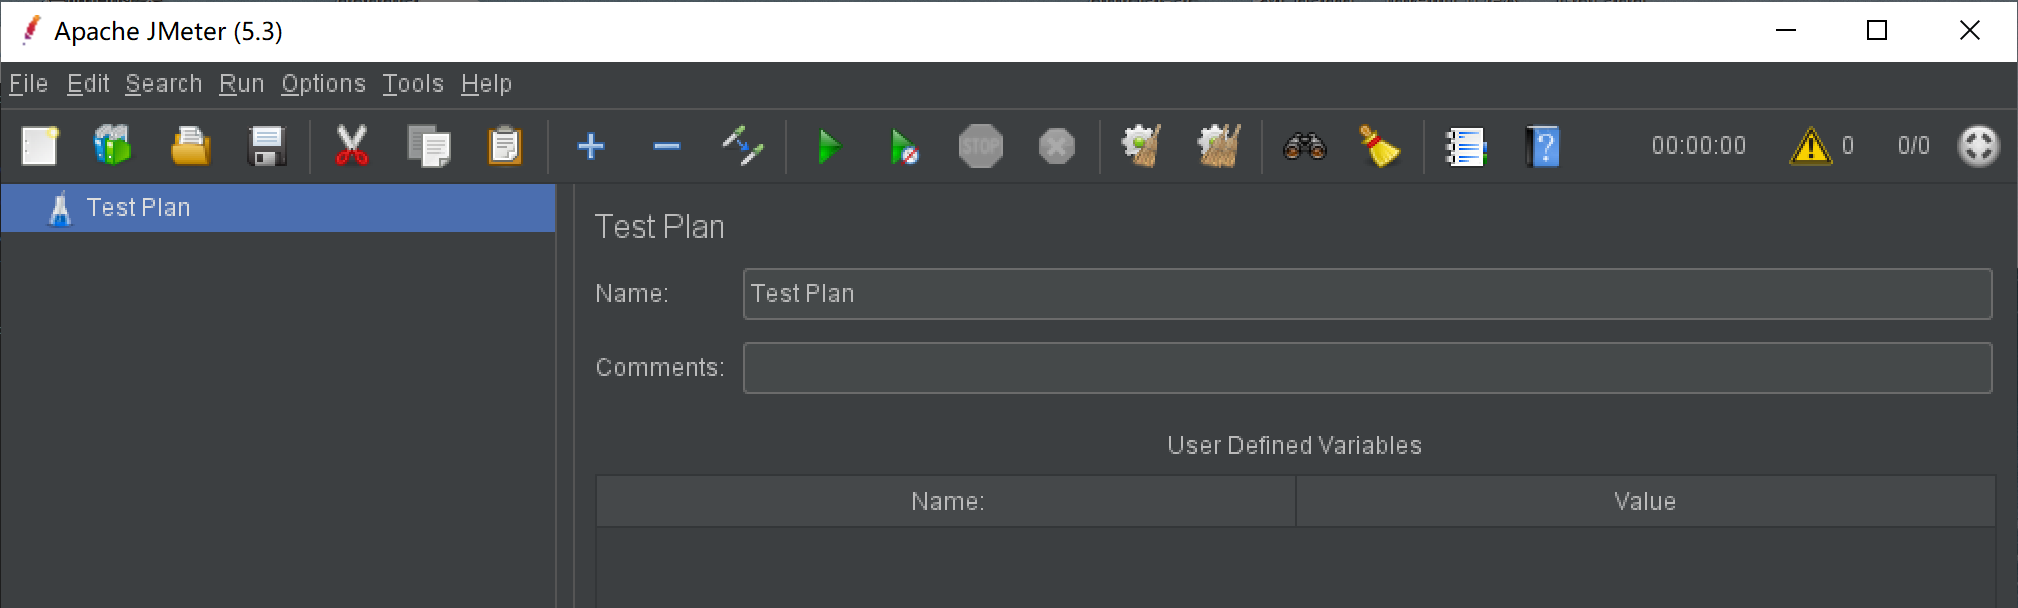 Apache JMeter (5.3)
File Edit Search Run Options Tools Help
STOP ? 00:00:00 0 0/0
Test Plan
Test Plan
Name: Test Plan
Comments:
User Defined Variables
Name: Value